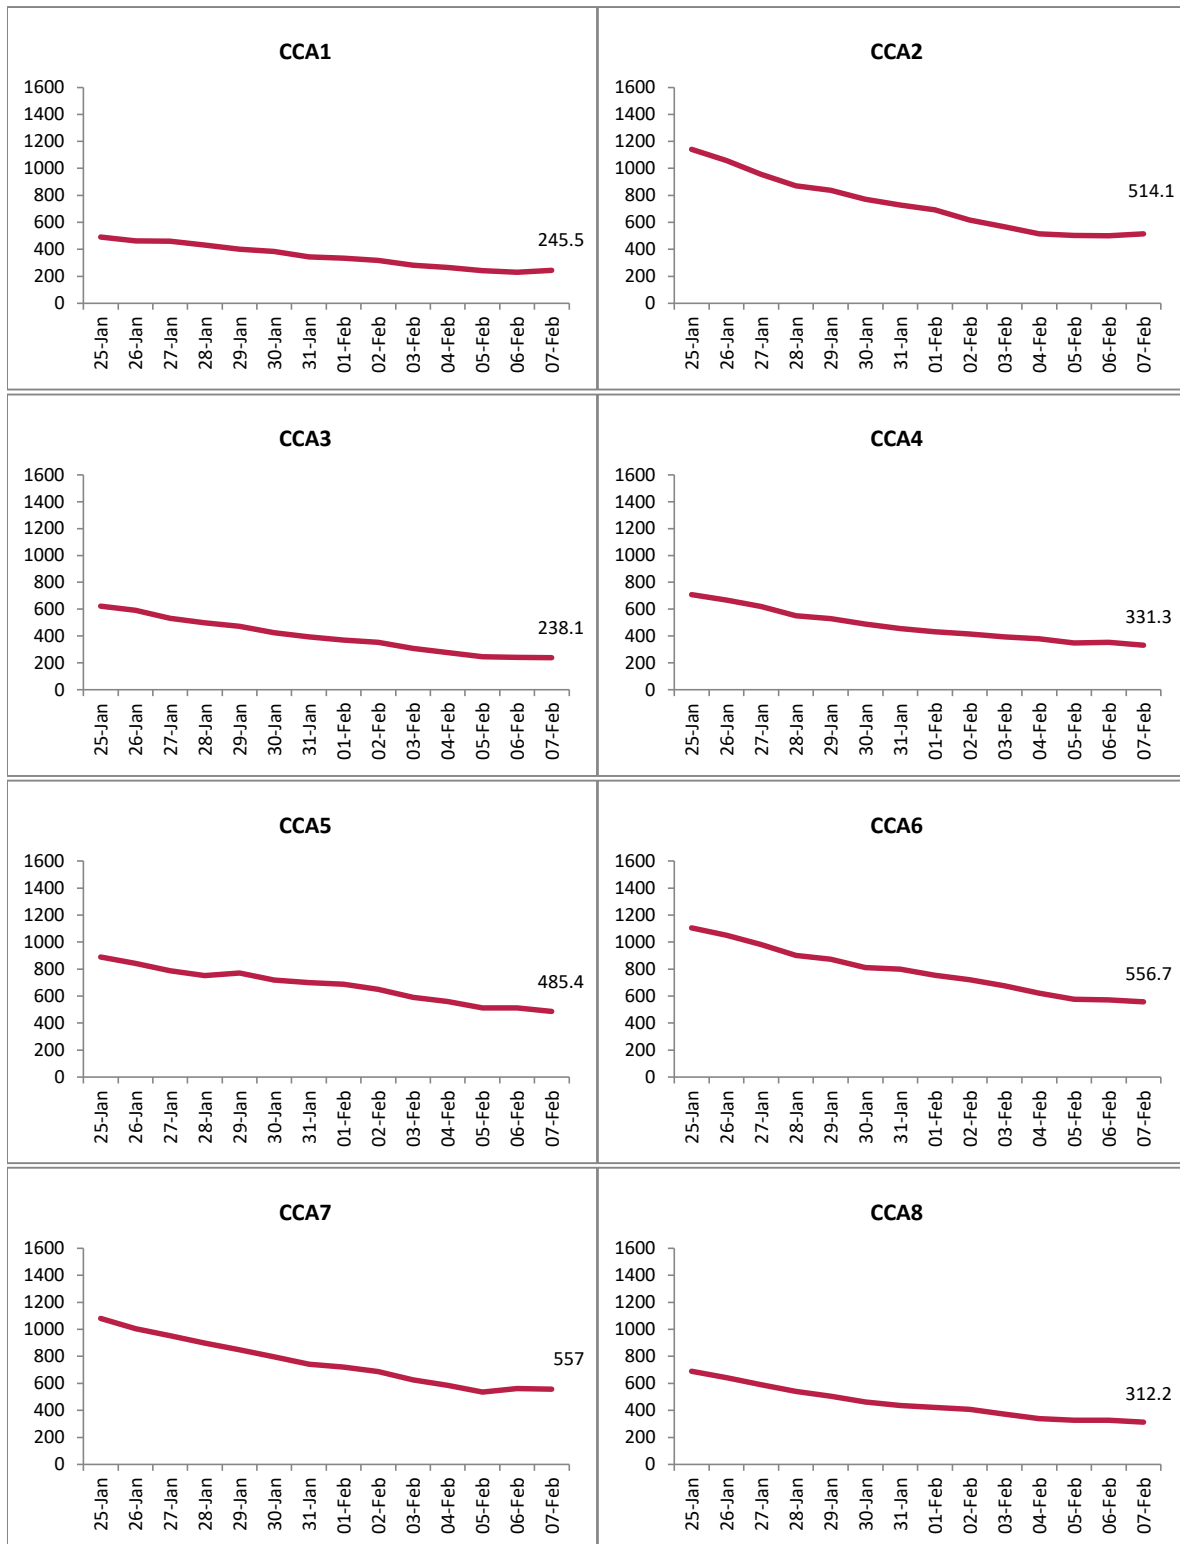 CCA1
1600
1400
1200
1000
800
600
400
200
0
245.5
25-Jan
26-Jan
27-Jan
28-Jan
29-Jan
30-Jan
31-Jan
01-Feb
02-Feb
03-Feb
04-Feb
05-Feb
06-Feb
07-Feb
CCA2
1600
1400
1200
1000
800
600
400
200
0
514.1
25-Jan
26-Jan
27-Jan
28-Jan
29-Jan
30-Jan
31-Jan
01-Feb
02-Feb
03-Feb
04-Feb
05-Feb
06-Feb
07-Feb
CCA3
1600
1400
1200
1000
800
600
400
200
0
238.1
25-Jan
26-Jan
27-Jan
28-Jan
29-Jan
30-Jan
31-Jan
01-Feb
02-Feb
03-Feb
04-Feb
05-Feb
06-Feb
07-Feb
CCA4
1600
1400
1200
1000
800
600
400
200
0
331.3
25-Jan
26-Jan
27-Jan
28-Jan
29-Jan
30-Jan
31-Jan
01-Feb
02-Feb
03-Feb
04-Feb
05-Feb
06-Feb
07-Feb
CCA5
1600
1400
1200
1000
800
600
400
200
0
485.4
25-Jan
26-Jan
27-Jan
28-Jan
29-Jan
30-Jan
31-Jan
01-Feb
02-Feb
03-Feb
04-Feb
05-Feb
06-Feb
07-Feb
CCA6
1600
1400
1200
1000
800
600
400
200
0
556.7
25-Jan
26-Jan
27-Jan
28-Jan
29-Jan
30-Jan
31-Jan
01-Feb
02-Feb
03-Feb
04-Feb
05-Feb
06-Feb
07-Feb
CCA7
1600
1400
1200
1000
800
600
400
200
0
557
25-Jan
26-Jan
27-Jan
28-Jan
29-Jan
30-Jan
31-Jan
01-Feb
02-Feb
03-Feb
04-Feb
05-Feb
06-Feb
07-Feb
CCA8
1600
1400
1200
1000
800
600
400
200
0
312.2
25-Jan
26-Jan
27-Jan
28-Jan
29-Jan
30-Jan
31-Jan
01-Feb
02-Feb
03-Feb
04-Feb
05-Feb
06-Feb
07-Feb